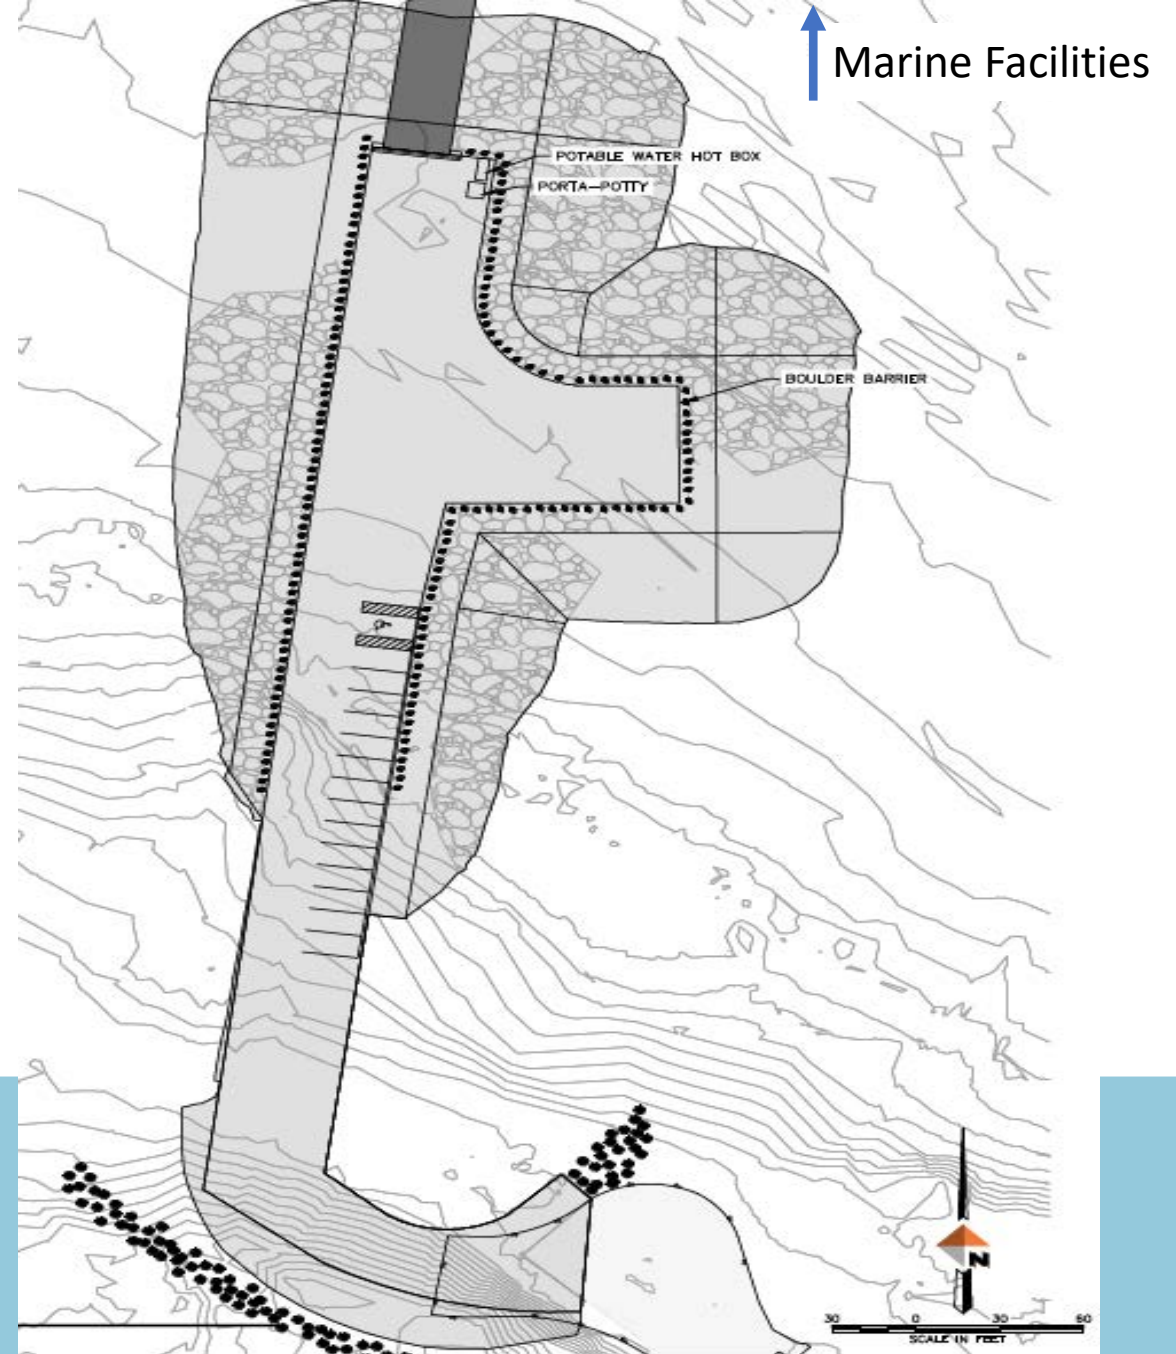 Marine Facilities
POTABLE WATER HOT BOX
PORTA-POTTY
BOULDER BARRIER
N
30 0 30 60
SCALE IN FEET